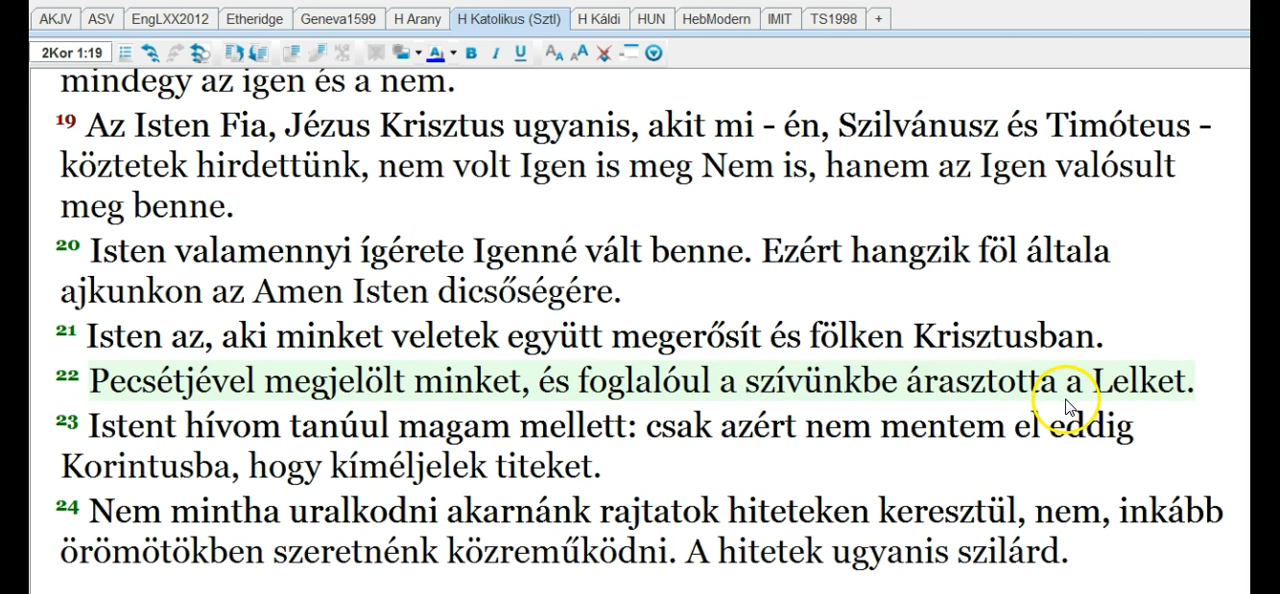 AKJV ASV EngLXX2012 Etheridge Geneva1599 H Arany H Katolikus (Sztl) H Káldi HUN HebModern IMIT TS1998 +
2Kor 1:19
mindegy az igen és a nem.
19 Az Isten Fia, Jézus Krisztus ugyanis, akit mi - én, Szilvánusz és Timóteus -
köztetek hirdettünk, nem volt Igen is meg Nem is, hanem az Igen valósult
meg benne.
20 Isten valamennyi ígérete Igenné vált benne. Ezért hangzik föl általa
ajkunkon az Amen Isten dicsőségére.
21 Isten az, aki minket veletek együtt megerősít és fölken Krisztusban.
22 Pecsétjével megjelölt minket, és foglalóul a szívünkbe árasztotta a Lelket.
23 Istent hívom tanúul magam mellett: csak azért nem mentem el eddig
Korintusba, hogy kíméljelek titeket.
24 Nem mintha uralkodni akarnánk rajtatok hiteteken keresztül, nem, inkább
örömötökben szeretnénk közreműködni. A hitetek ugyanis szilárd.